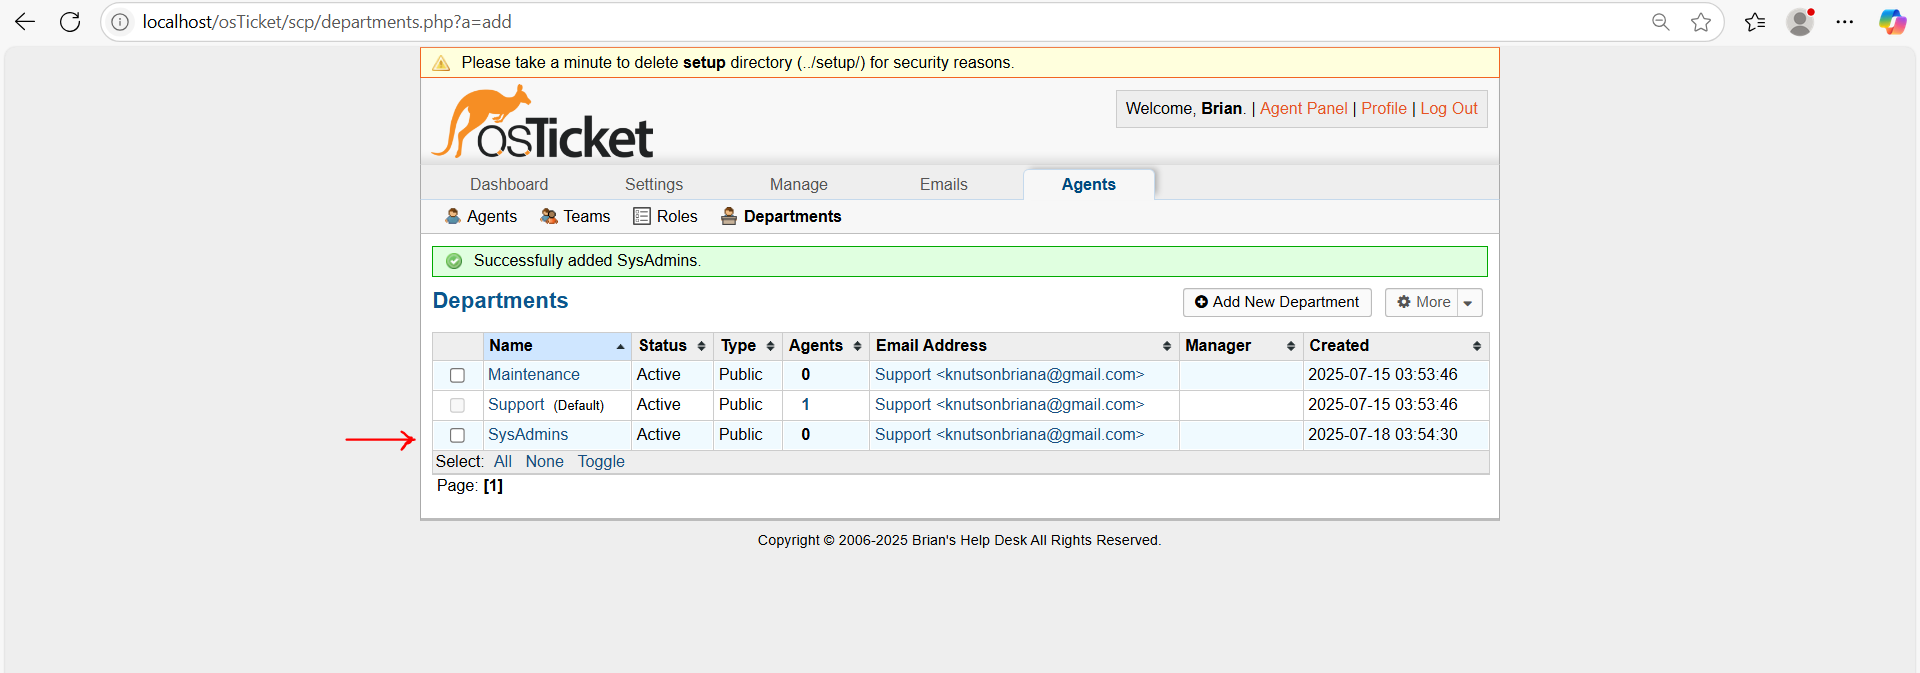 localhost/osTicket/scp/departments.php?a=add
Please take a minute to delete setup directory (../setup/) for security reasons.
osTicket
Welcome, Brian. | Agent Panel | Profile | Log Out
Dashboard Settings Manage Emails Agents
Agents Teams Roles Departments
Successfully added SysAdmins.
Departments Add New Department More
Name Status Type Agents Email Address Manager Created
Maintenance Active Public 0 Support <knutsonbriana@gmail.com> 2025-07-15 03:53:46
Support (Default) Active Public 1 Support <knutsonbriana@gmail.com> 2025-07-15 03:53:46
SysAdmins Active Public 0 Support <knutsonbriana@gmail.com> 2025-07-18 03:54:30
Select: All None Toggle
Page: [1]
Copyright © 2006-2025 Brian's Help Desk All Rights Reserved.